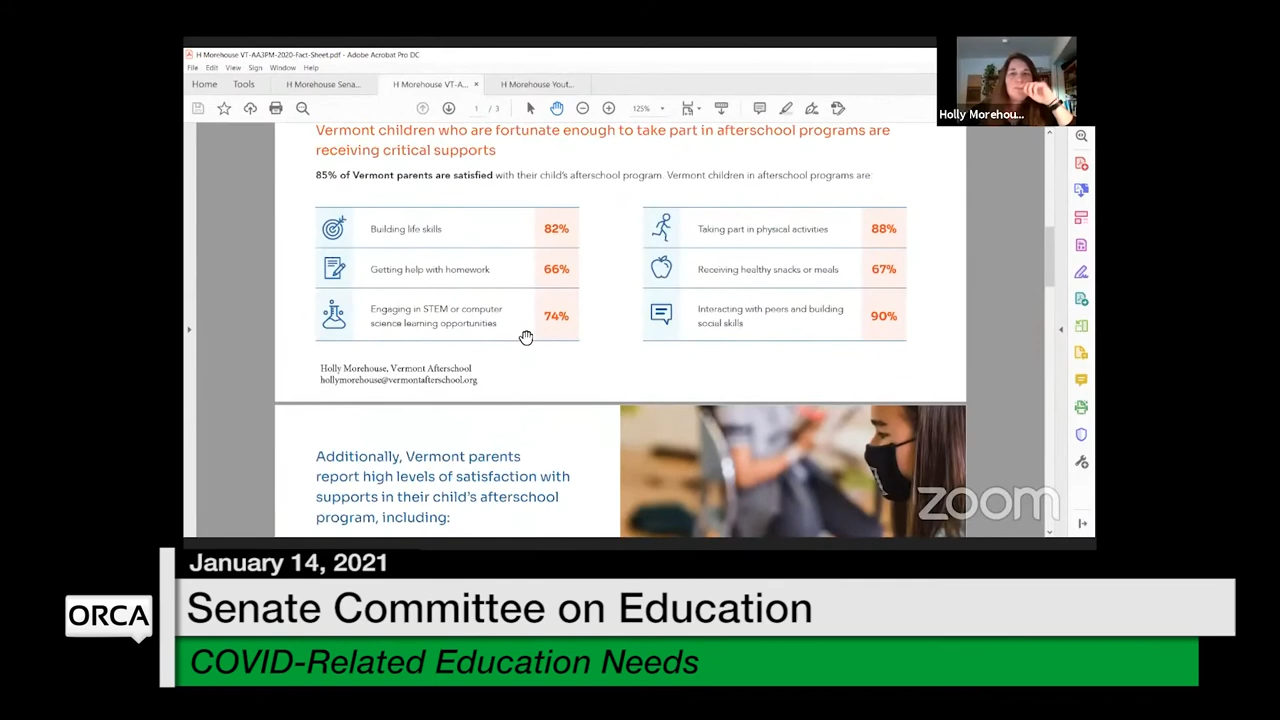 H Morehouse VT-AA3PM-2020-Fact-Sheet.pdf - Adobe Acrobat Pro DC
File Edit View Sign Window Help
Home Tools H Morehouse Sena... H Morehouse VT-A... × H Morehouse Yout...
1 / 3 125%
Holly Morehou...
Vermont children who are fortunate enough to take part in afterschool programs are
receiving critical supports
85% of Vermont parents are satisfied with their child's afterschool program. Vermont children in afterschool programs are:
Building life skills 82%
Getting help with homework 66%
Engaging in STEM or computer
science learning opportunities 74%
Taking part in physical activities 88%
Receiving healthy snacks or meals 67%
Interacting with peers and building
social skills 90%
Holly Morehouse, Vermont Afterschool
hollymorehouse@vermontafterschool.org
Additionally, Vermont parents
report high levels of satisfaction with
supports in their child's afterschool
program, including:
zoom
January 14, 2021
ORCA
Senate Committee on Education
COVID-Related Education Needs